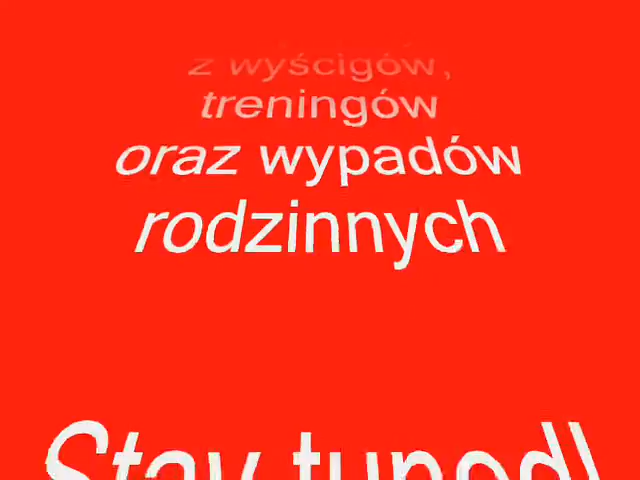 z wyścigów,
treningów
oraz wypadów
rodzinnych
Stay tuned!